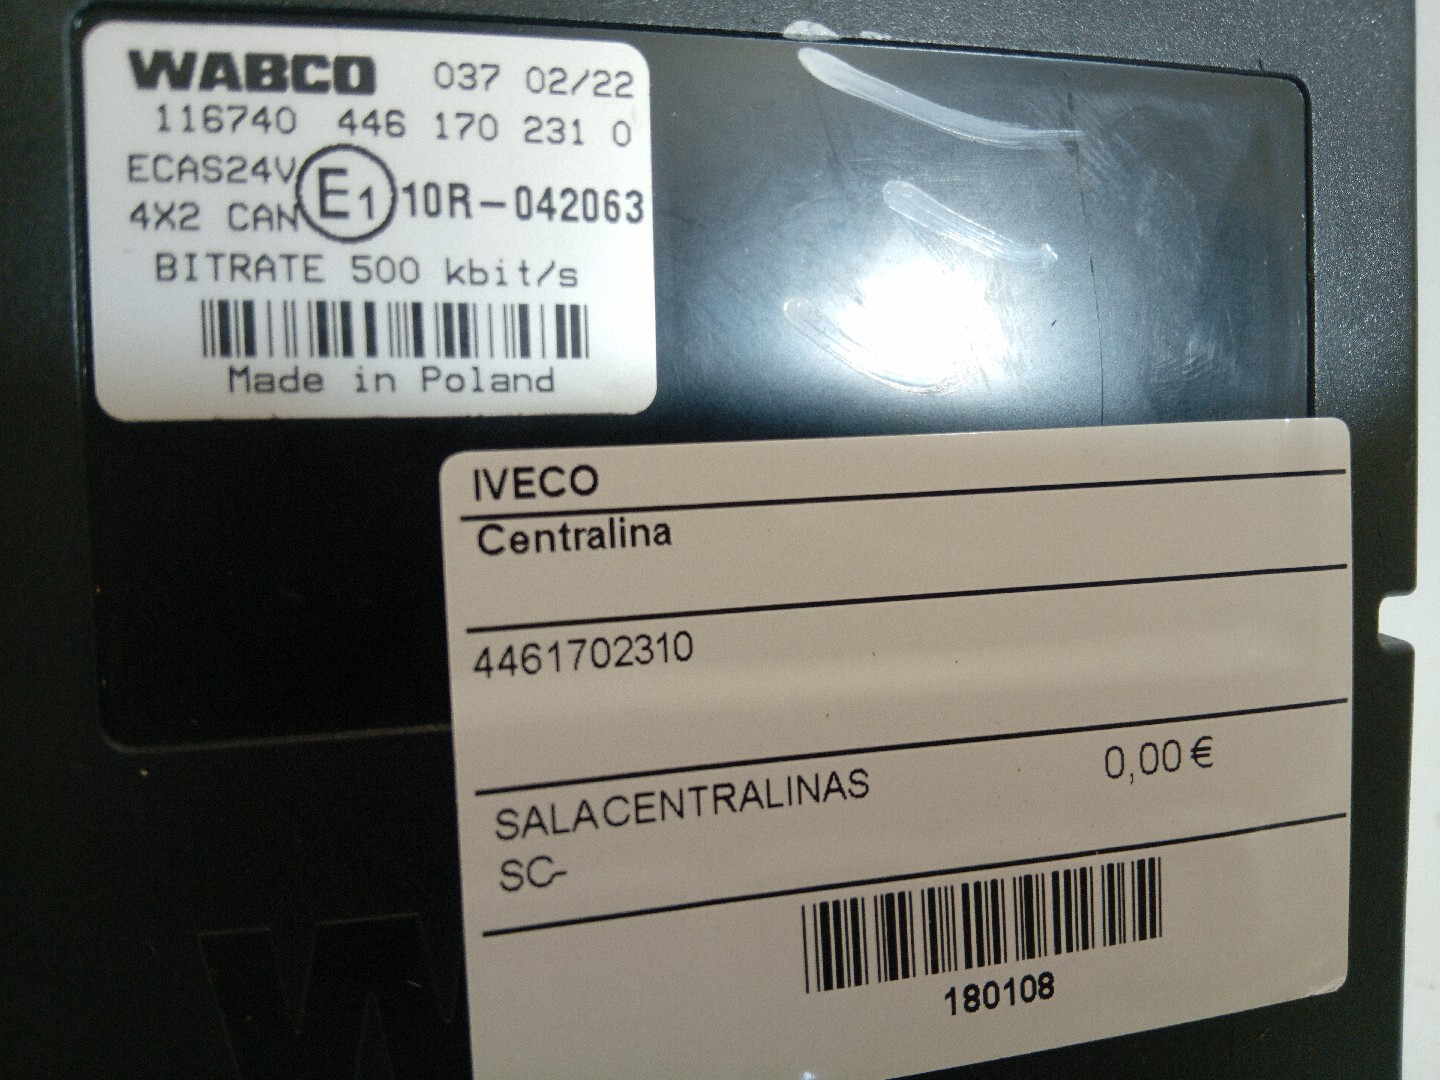 WABCO 037 02/22
116740 446 170 231 0
ECAS24V
4X2 CAN E1 10R-042063
BITRATE 500 kbit/s
Made in Poland
IVECO
Centralina
4461702310
SALACENTRALINAS 0,00 €
SC-
180108
W